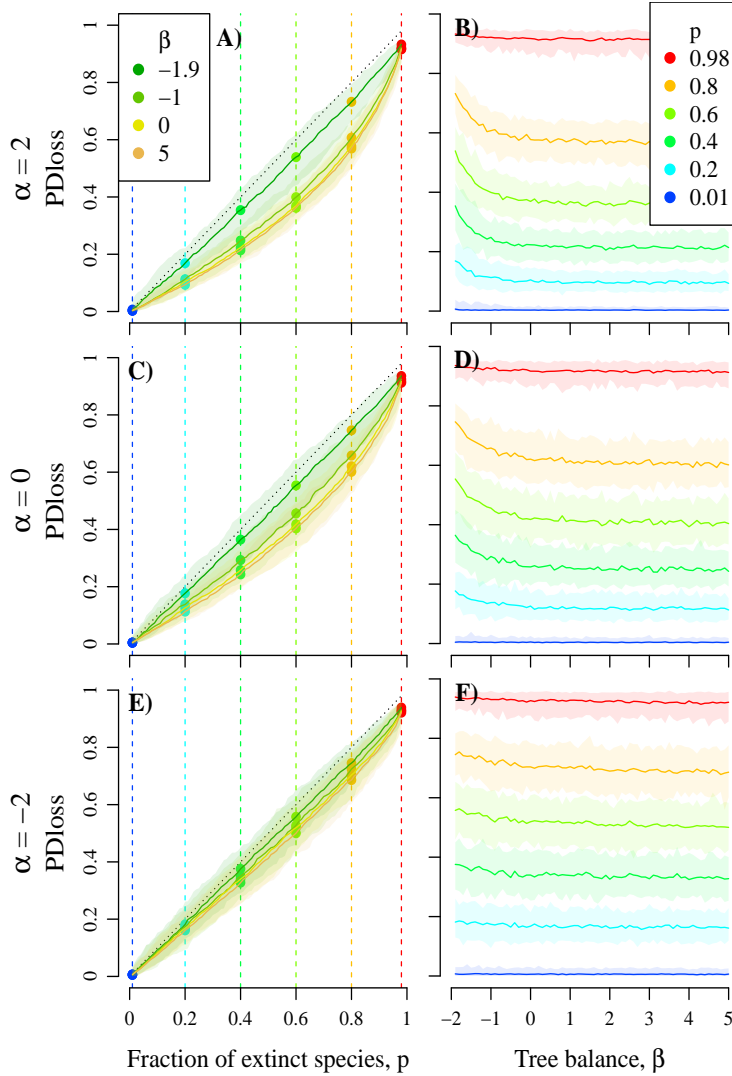 A)
β
−1.9
−1
0
5
α = 2
PDloss
0
0.2
0.4
0.6
0.8
1
B)
p
0.98
0.8
0.6
0.4
0.2
0.01
C)
α = 0
PDloss
0
0.2
0.4
0.6
0.8
1
D)
E)
α = −2
PDloss
0
0.2
0.4
0.6
0.8
1
F)
0 0.2 0.4 0.6 0.8 1
Fraction of extinct species, p
−2 −1 0 1 2 3 4 5
Tree balance, β